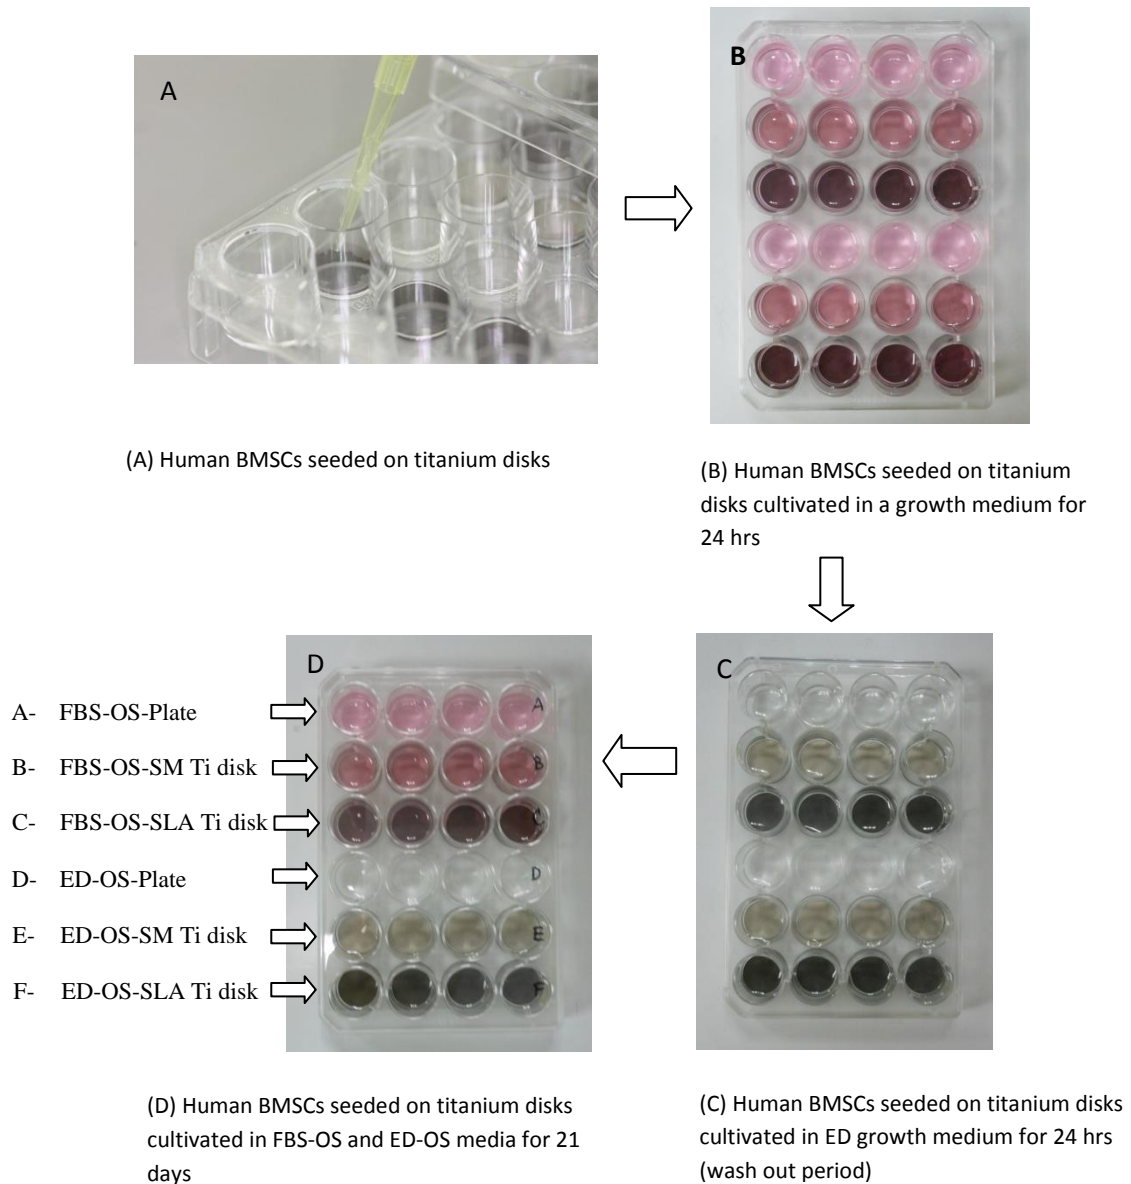 A
B
(A) Human BMSCs seeded on titanium disks
(B) Human BMSCs seeded on titanium
disks cultivated in a growth medium for
24 hrs
D
A- FBS-OS-Plate
B- FBS-OS-SM Ti disk
C- FBS-OS-SLA Ti disk
D- ED-OS-Plate
E- ED-OS-SM Ti disk
F- ED-OS-SLA Ti disk
A
B
C
D
E
F
C
(D) Human BMSCs seeded on titanium disks
cultivated in FBS-OS and ED-OS media for 21
days
(C) Human BMSCs seeded on titanium disks
cultivated in ED growth medium for 24 hrs
(wash out period)